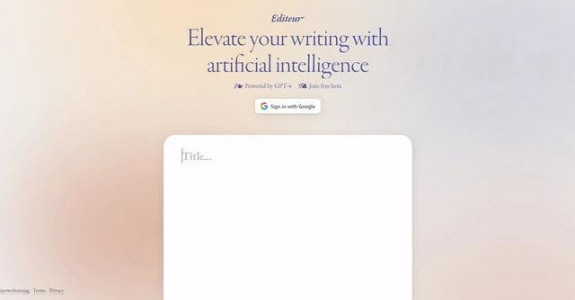 Editeur
Elevate your writing with
artificial intelligence
Powered by GPT-4 Join free beta
Sign in with Google
Title...
Terms Privacy